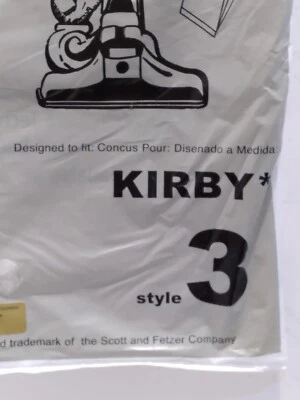 Designed to fit: Concus Pour: Disenado a Medida
KIRBY*
style 3
d trademark of the Scott and Fetzer Company